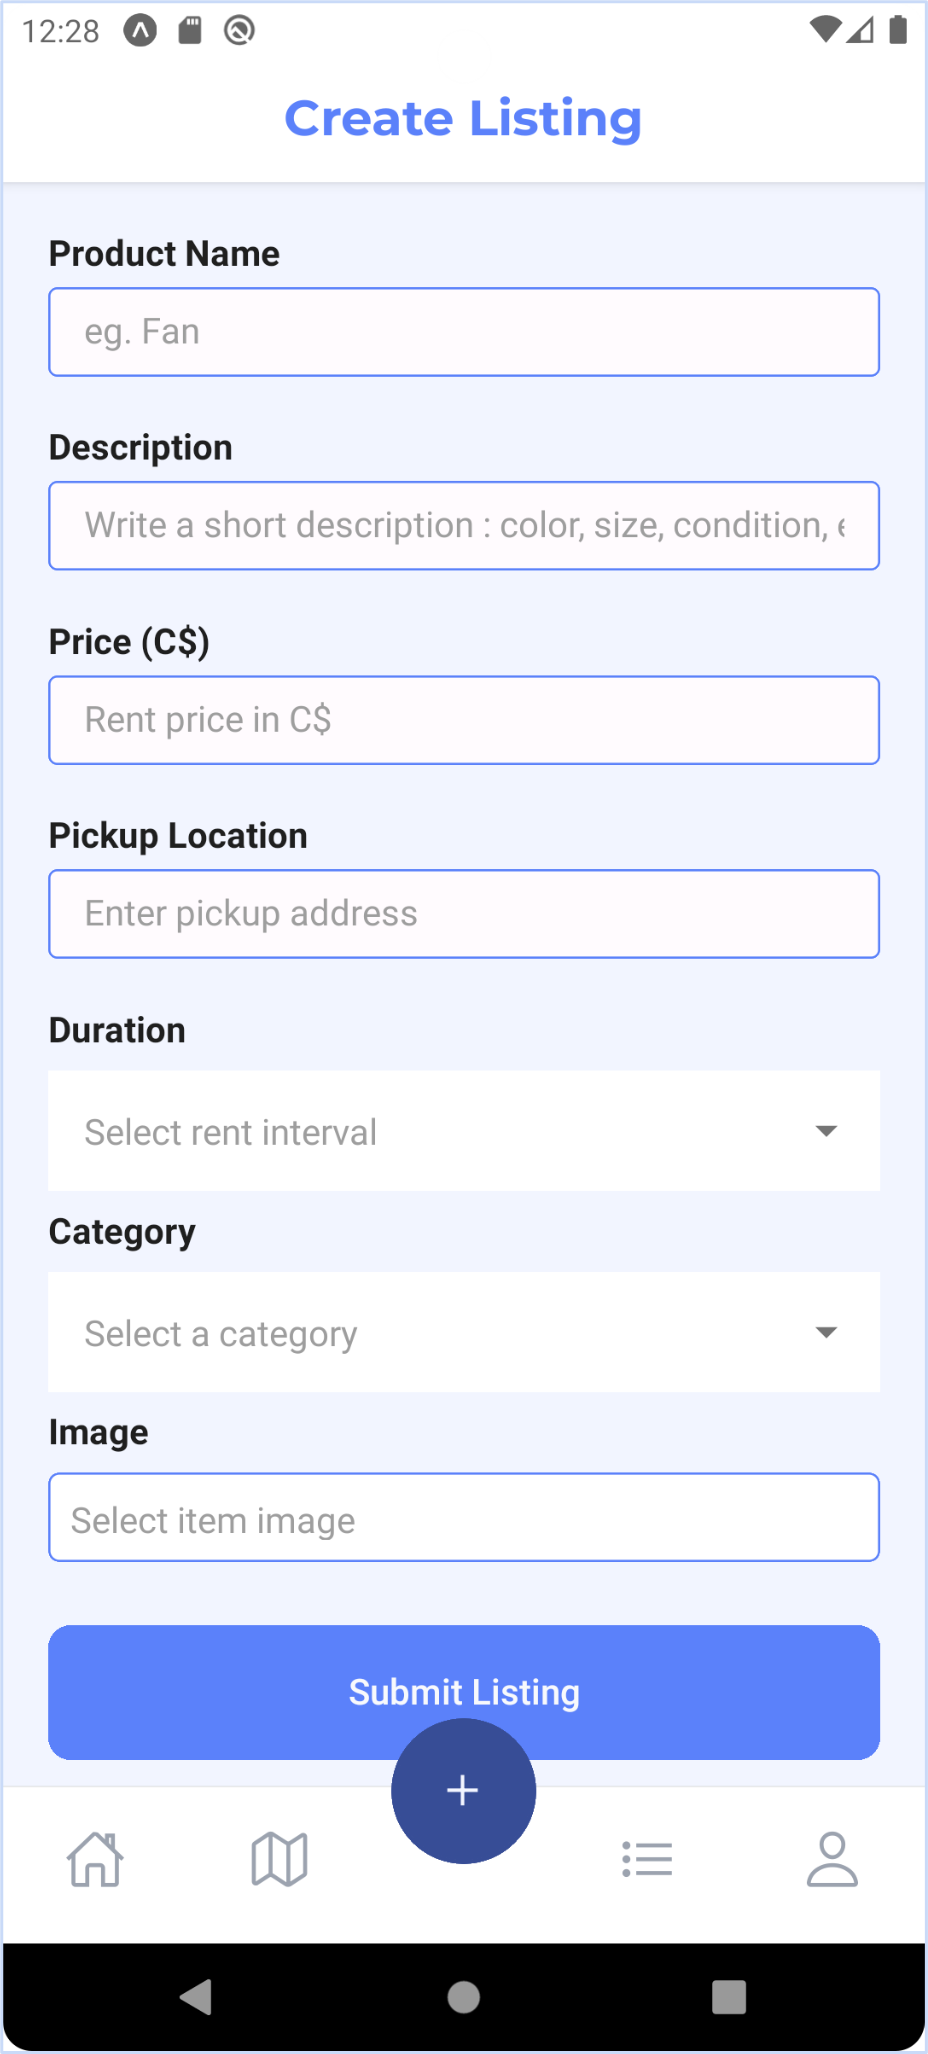 12:28
Create Listing
Product Name
eg. Fan
Description
Write a short description : color, size, condition,
Price (C$)
Rent price in C$
Pickup Location
Enter pickup address
Duration
Select rent interval
Category
Select a category
Image
Select item image
Submit Listing
+